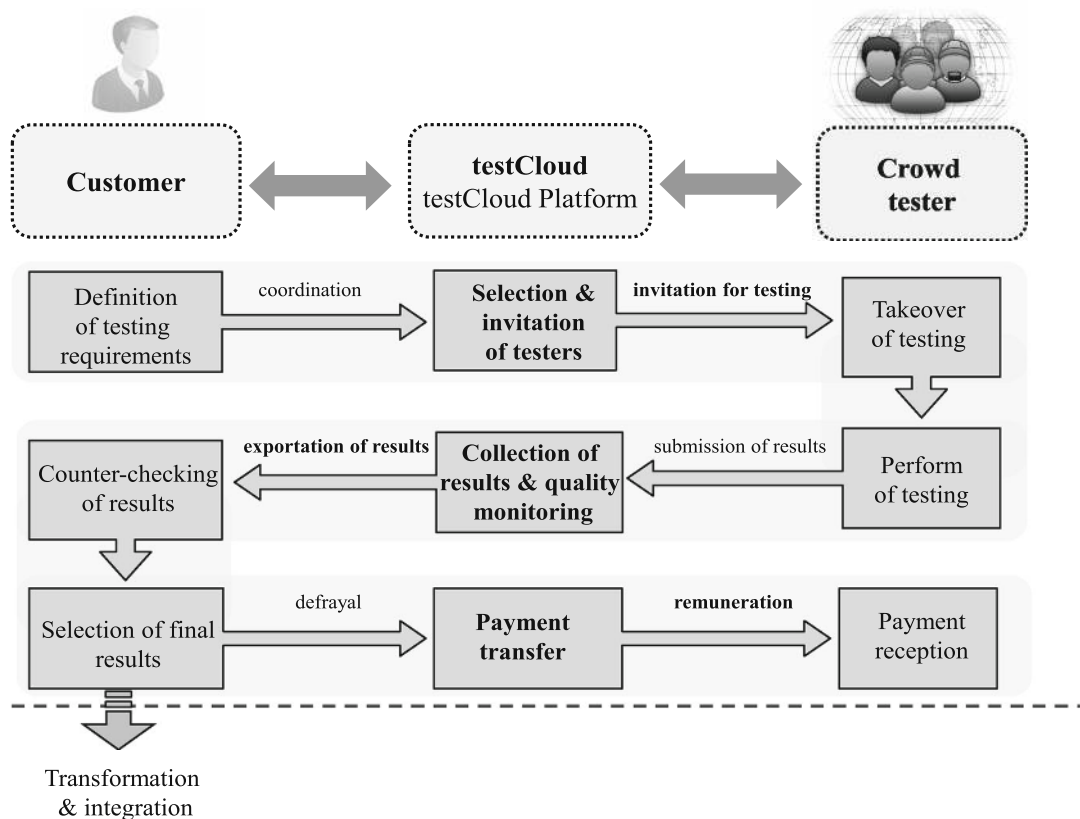 Customer
testCloud
testCloud Platform
Crowd
tester
Definition
of testing
requirements
coordination
Selection &
invitation
of testers
invitation for testing
Takeover
of testing
Counter-checking
of results
exportation of results
Collection of
results & quality
monitoring
submission of results
Perform
of testing
Selection of final
results
defrayal
Payment
transfer
remuneration
Payment
reception
Transformation
& integration